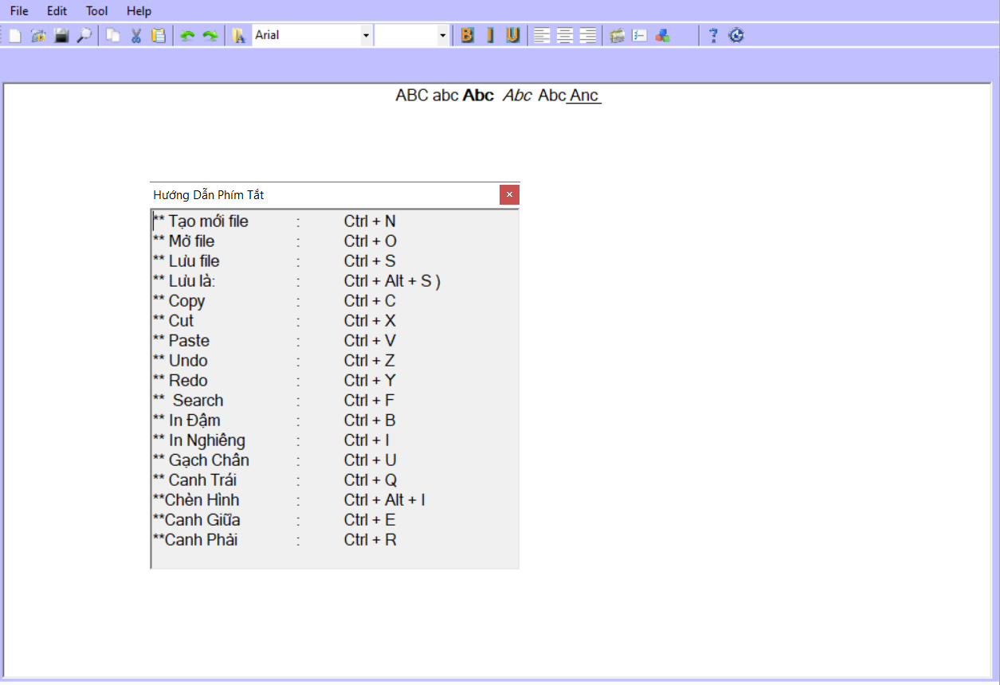 File Edit Tool Help
Arial B I U ?
ABC abc Abc Abc Abc Anc
Hướng Dẫn Phím Tắt
** Tạo mới file : Ctrl + N
** Mở file : Ctrl + O
** Lưu file : Ctrl + S
** Lưu là: : Ctrl + Alt + S )
** Copy : Ctrl + C
** Cut : Ctrl + X
** Paste : Ctrl + V
** Undo : Ctrl + Z
** Redo : Ctrl + Y
** Search : Ctrl + F
** In Đậm : Ctrl + B
** In Nghiêng : Ctrl + I
** Gạch Chân : Ctrl + U
** Canh Trái : Ctrl + Q
**Chèn Hình : Ctrl + Alt + I
**Canh Giữa : Ctrl + E
**Canh Phải : Ctrl + R